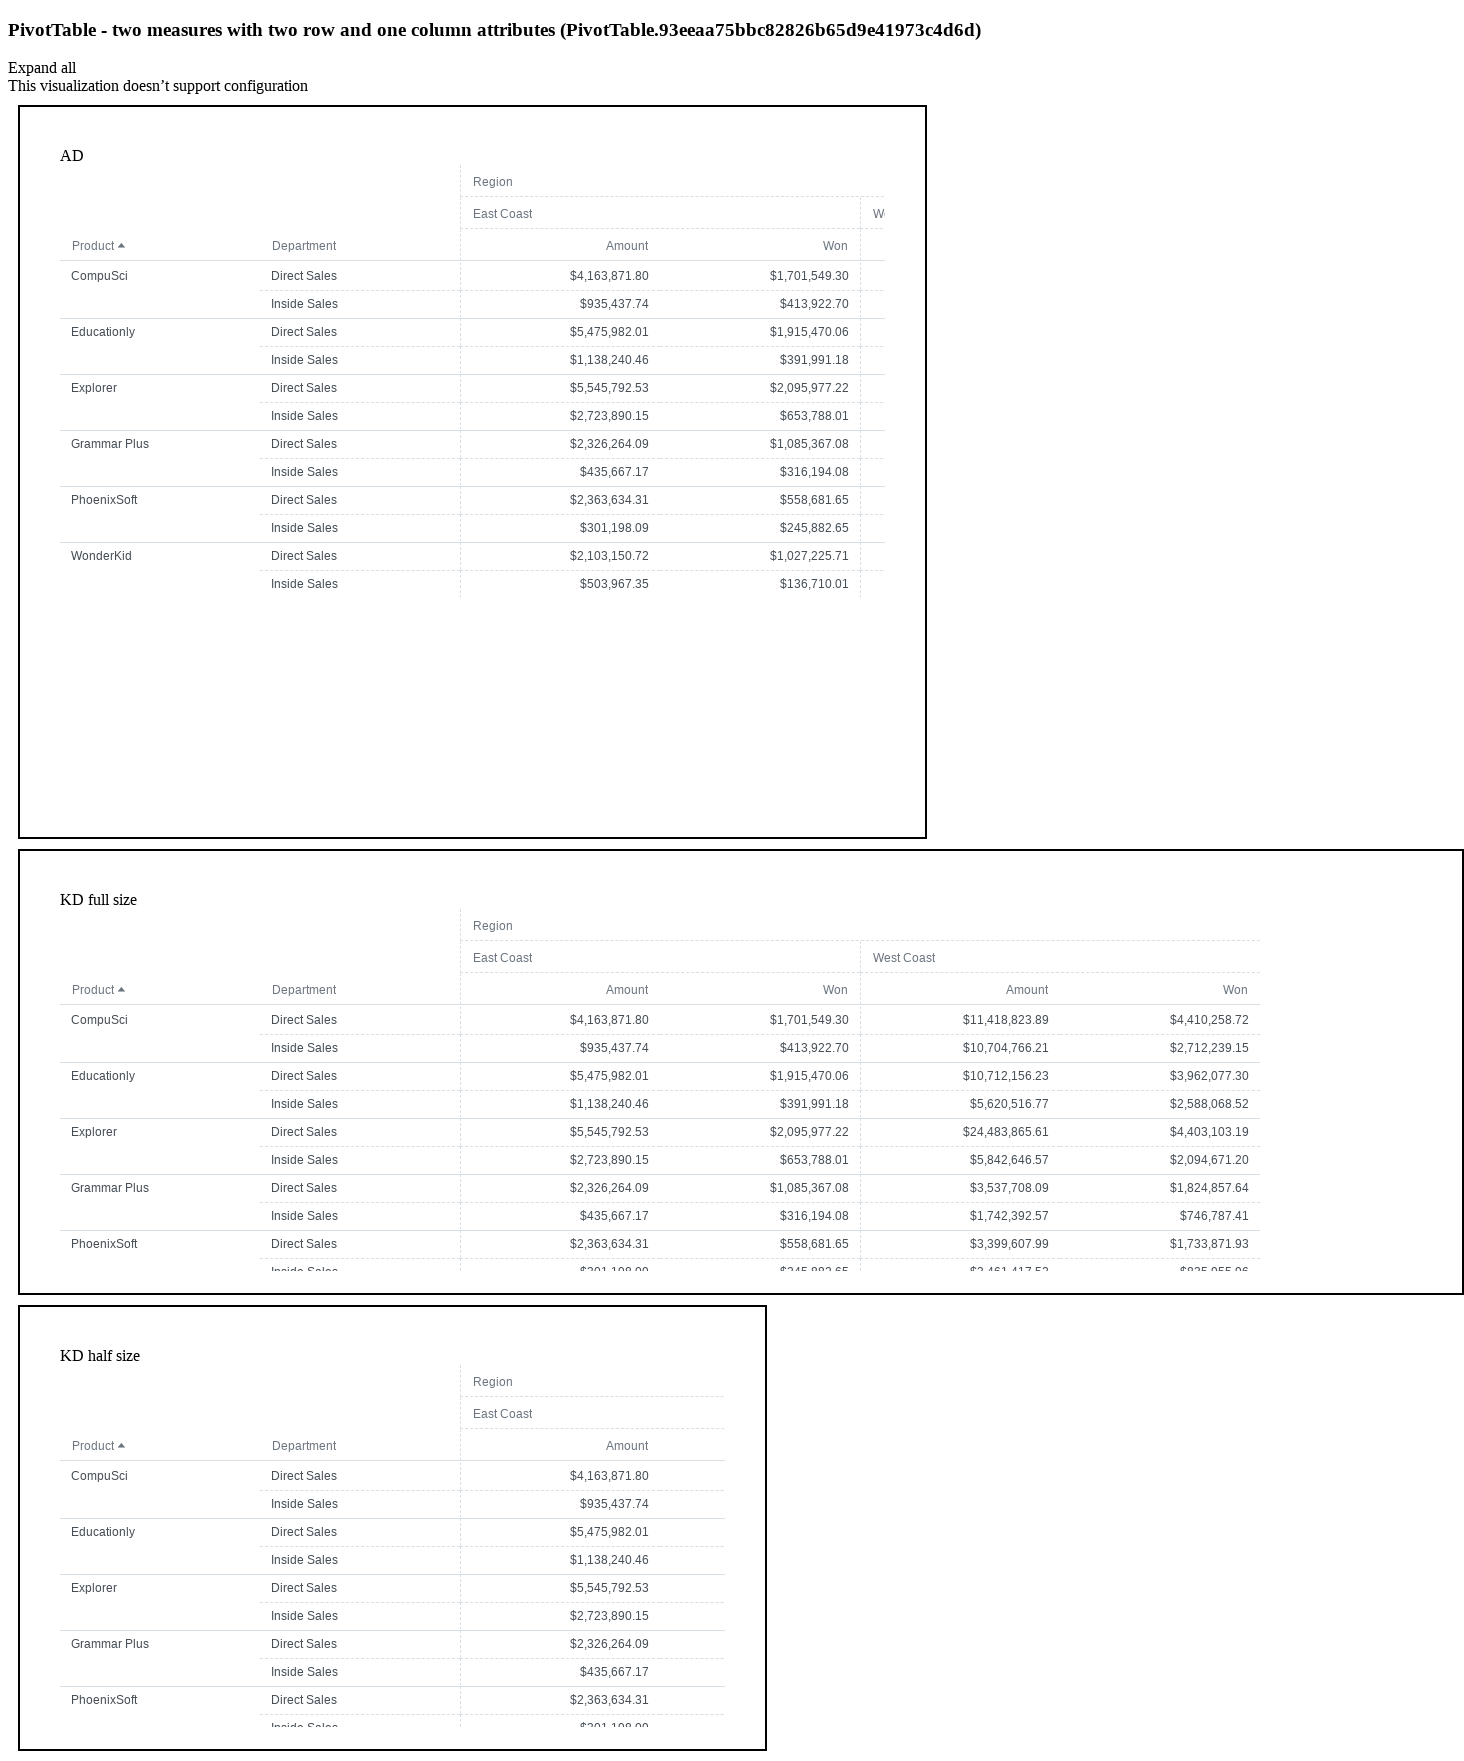 PivotTable - two measures with two row and one column attributes (PivotTable.93eeaa75bbc82826b65d9e41973c4d6d)
Expand all
This visualization doesn’t support configuration
AD
Region
East Coast
Product Department Amount Won
CompuSci Direct Sales $4,163,871.80 $1,701,549.30
Inside Sales $935,437.74 $413,922.70
Educationly Direct Sales $5,475,982.01 $1,915,470.06
Inside Sales $1,138,240.46 $391,991.18
Explorer Direct Sales $5,545,792.53 $2,095,977.22
Inside Sales $2,723,890.15 $653,788.01
Grammar Plus Direct Sales $2,326,264.09 $1,085,367.08
Inside Sales $435,667.17 $316,194.08
PhoenixSoft Direct Sales $2,363,634.31 $558,681.65
Inside Sales $301,198.09 $245,882.65
WonderKid Direct Sales $2,103,150.72 $1,027,225.71
Inside Sales $503,967.35 $136,710.01
KD full size
Region
East Coast West Coast
Product Department Amount Won Amount Won
CompuSci Direct Sales $4,163,871.80 $1,701,549.30 $11,418,823.89 $4,410,258.72
Inside Sales $935,437.74 $413,922.70 $10,704,766.21 $2,712,239.15
Educationly Direct Sales $5,475,982.01 $1,915,470.06 $10,712,156.23 $3,962,077.30
Inside Sales $1,138,240.46 $391,991.18 $5,620,516.77 $2,588,068.52
Explorer Direct Sales $5,545,792.53 $2,095,977.22 $24,483,865.61 $4,403,103.19
Inside Sales $2,723,890.15 $653,788.01 $5,842,646.57 $2,094,671.20
Grammar Plus Direct Sales $2,326,264.09 $1,085,367.08 $3,537,708.09 $1,824,857.64
Inside Sales $435,667.17 $316,194.08 $1,742,392.57 $746,787.41
PhoenixSoft Direct Sales $2,363,634.31 $558,681.65 $3,399,607.99 $1,733,871.93
Inside Sales
KD half size
Region
East Coast
Product Department Amount
CompuSci Direct Sales $4,163,871.80
Inside Sales $935,437.74
Educationly Direct Sales $5,475,982.01
Inside Sales $1,138,240.46
Explorer Direct Sales $5,545,792.53
Inside Sales $2,723,890.15
Grammar Plus Direct Sales $2,326,264.09
Inside Sales $435,667.17
PhoenixSoft Direct Sales $2,363,634.31
Inside Sales